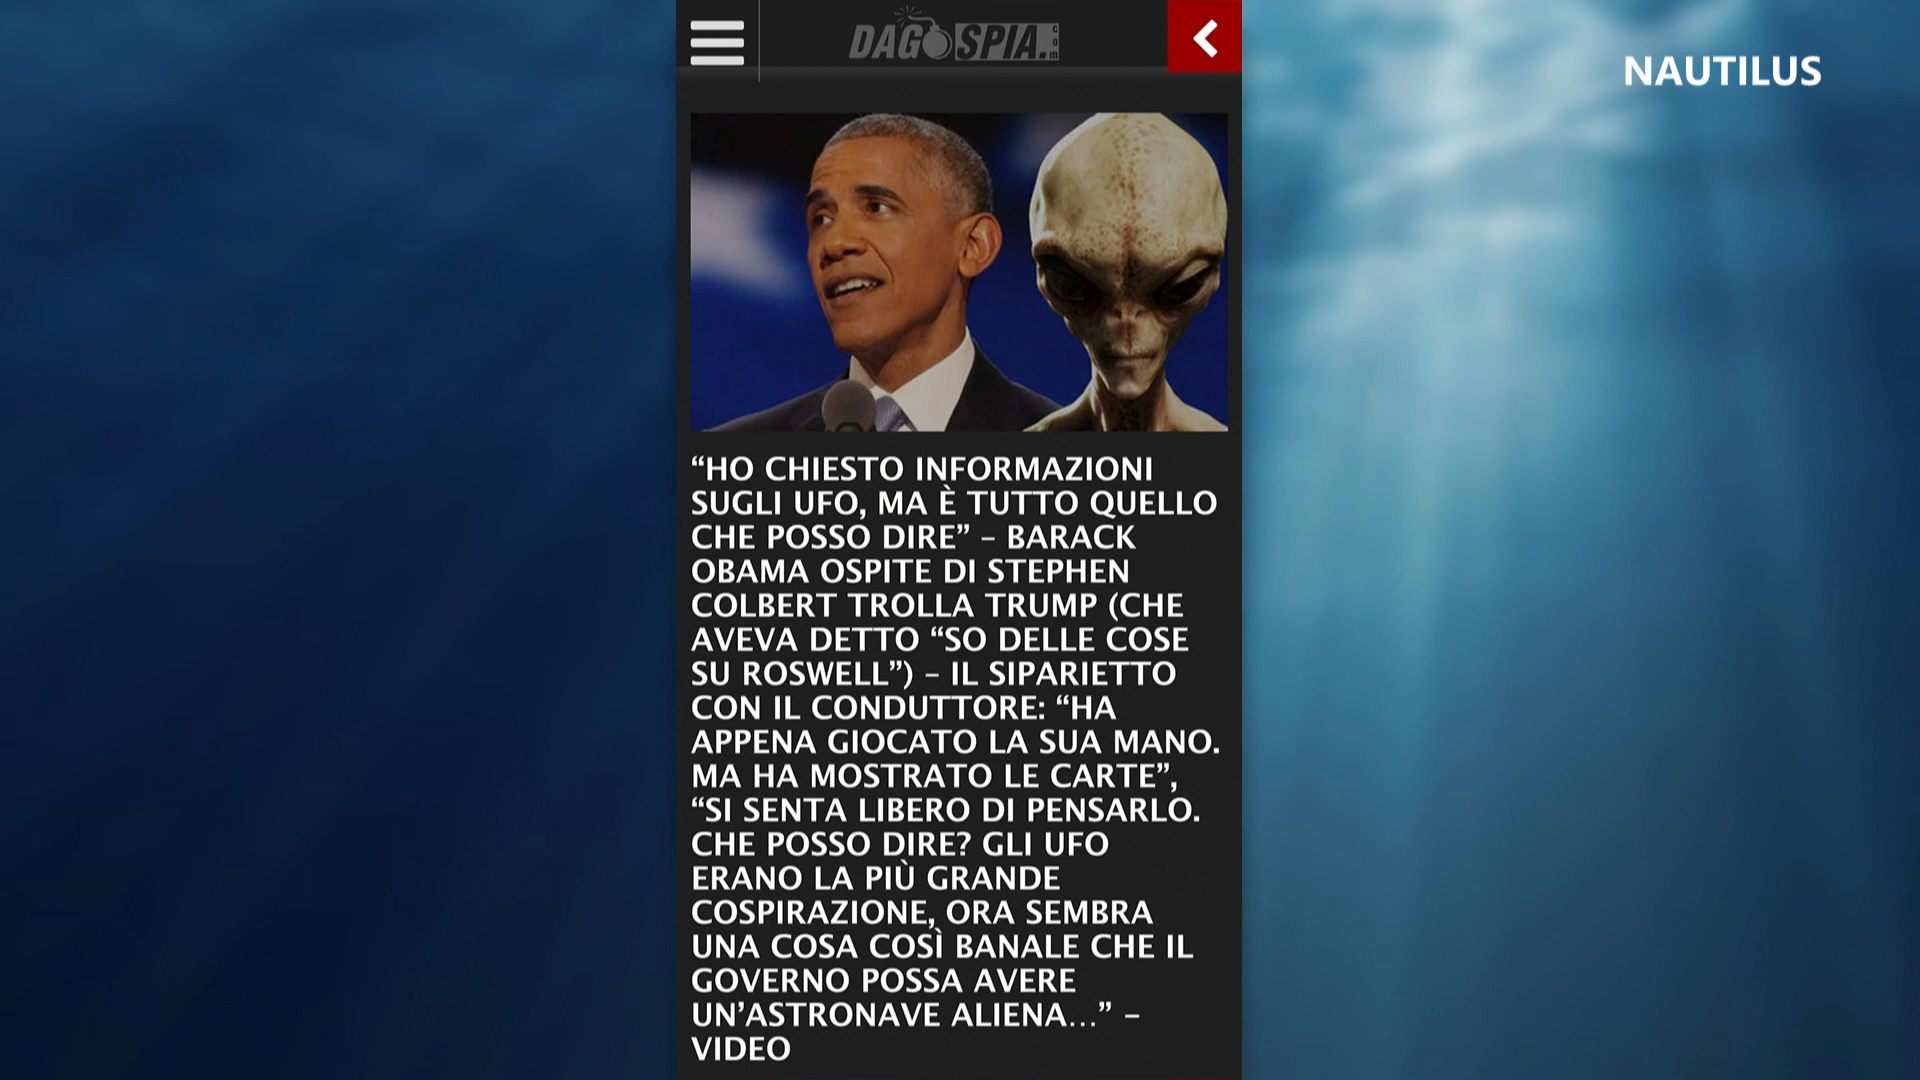 DAGOSPIA.com
NAUTILUS
“HO CHIESTO INFORMAZIONI
SUGLI UFO, MA È TUTTO QUELLO
CHE POSSO DIRE” – BARACK
OBAMA OSPITE DI STEPHEN
COLBERT TROLLA TRUMP (CHE
AVEVA DETTO “SO DELLE COSE
SU ROSWELL”) – IL SIPARIETTO
CON IL CONDUTTORE: “HA
APPENA GIOCATO LA SUA MANO.
MA HA MOSTRATO LE CARTE”,
“SI SENTA LIBERO DI PENSARLO.
CHE POSSO DIRE? GLI UFO
ERANO LA PIÙ GRANDE
COSPIRAZIONE, ORA SEMBRA
UNA COSA COSÌ BANALE CHE IL
GOVERNO POSSA AVERE
UN’ASTRONAVE ALIENA…” –
VIDEO